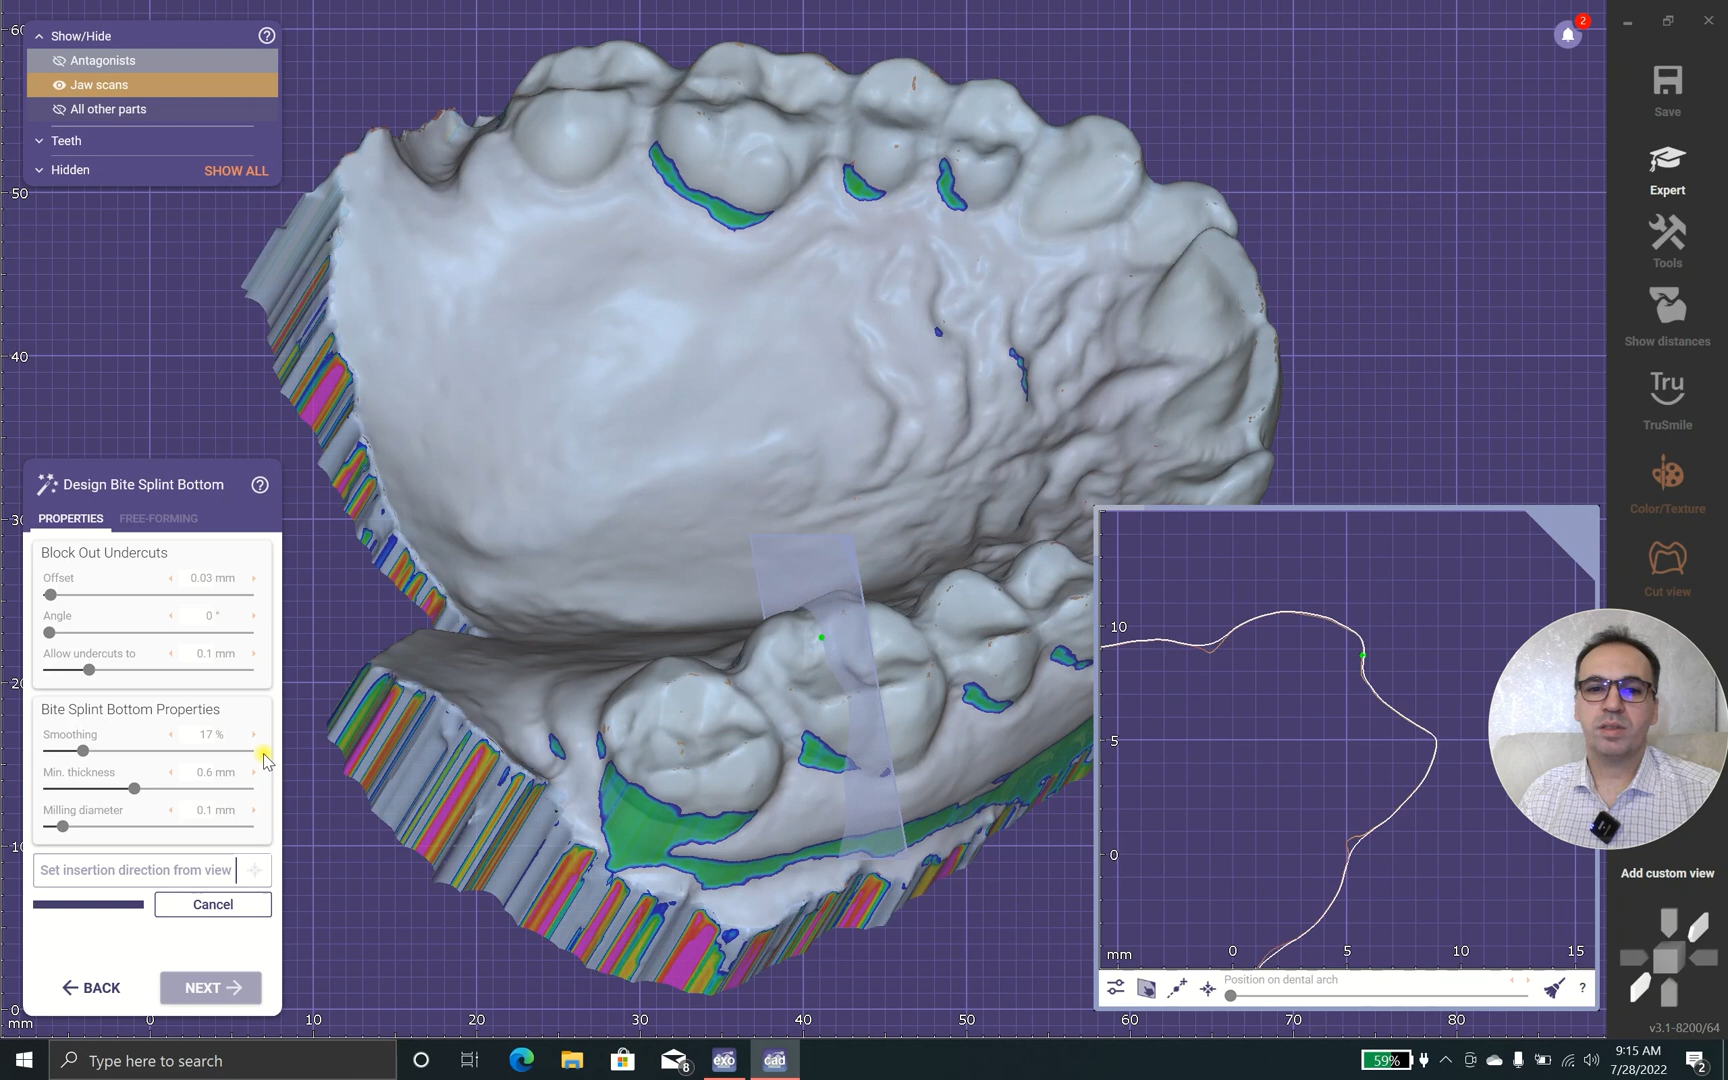 Show/Hide
Antagonists
Jaw scans
All other parts
Teeth
Hidden SHOW ALL
60
50
40
30
20
10
0
mm
0 10 20 30 40 50 60 70 80
2
Save
Expert
Tools
Show distances
Tru
TruSmile
Color/Texture
Cut view
Add custom view
v3.1-8200/64
Design Bite Splint Bottom
PROPERTIES FREE-FORMING
Block Out Undercuts
Offset 0.03 mm
Angle 0 °
Allow undercuts to 0.1 mm
Bite Splint Bottom Properties
Smoothing 17 %
Min. thickness 0.6 mm
Milling diameter 0.1 mm
Set insertion direction from view
Cancel
BACK NEXT
10
5
0
mm 0 5 10 15
Position on dental arch
?
Type here to search
8
exo
cad
59%
9:15 AM
7/28/2022
2